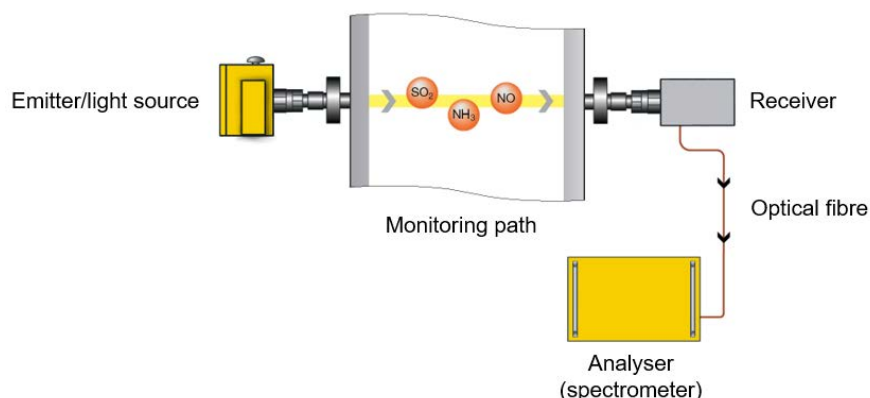 Emitter/light source
SO₂
NH₃
NO
Receiver
Monitoring path
Optical fibre
Analyser
(spectrometer)